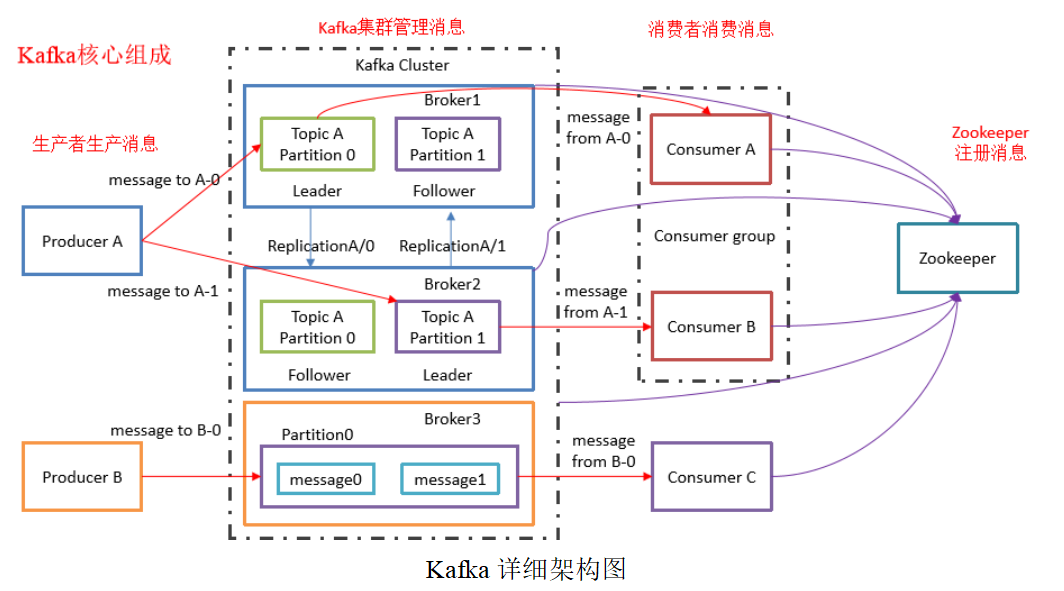 Kafka集群管理消息
消费者消费消息
Kafka核心组成
Kafka Cluster
Broker1
Topic A
Partition 0
Topic A
Partition 1
Leader
Follower
生产者生产消息
message to A-0
Producer A
message to A-1
ReplicationA/0
ReplicationA/1
Broker2
Topic A
Partition 0
Topic A
Partition 1
Follower
Leader
message
from A-0
Consumer A
Consumer group
message
from A-1
Consumer B
Zookeeper
注册消息
Zookeeper
message to B-0
Producer B
Broker3
Partition0
message0
message1
message
from B-0
Consumer C
Kafka 详细架构图